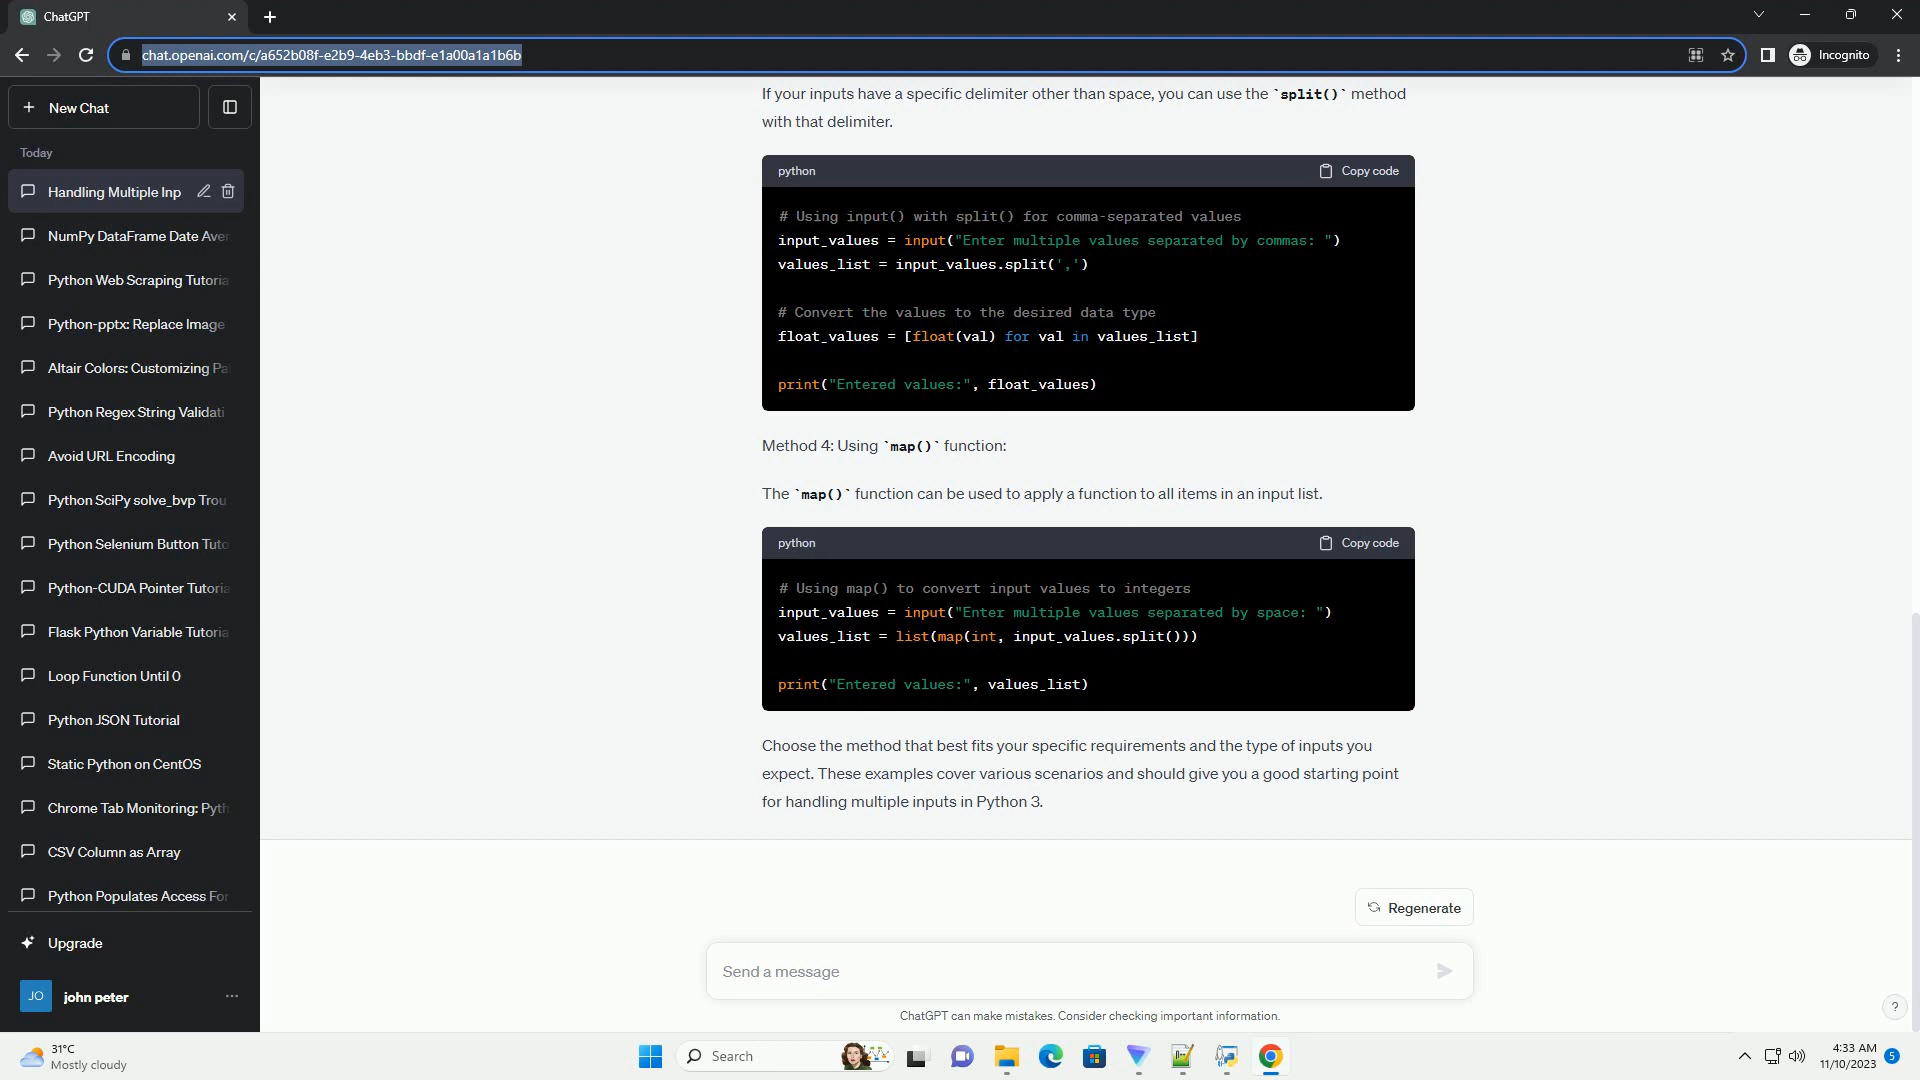 ChatGPT
chat.openai.com/c/a652b08f-e2b9-4eb3-bbdf-e1a00a1a1b6b
Incognito
New Chat
Today
Handling Multiple Inp
NumPy DataFrame Date Aver
Python Web Scraping Tutoria
Python-pptx: Replace Image
Altair Colors: Customizing Pal
Python Regex String Validati
Avoid URL Encoding
Python SciPy solve_bvp Trou
Python Selenium Button Tuto
Python-CUDA Pointer Tutoria
Flask Python Variable Tutoria
Loop Function Until 0
Python JSON Tutorial
Static Python on CentOS
Chrome Tab Monitoring: Pyth
CSV Column as Array
Python Populates Access For
Upgrade
JO john peter
If your inputs have a specific delimiter other than space, you can use the `split()` method
with that delimiter.
python Copy code
# Using input() with split() for comma-separated values
input_values = input("Enter multiple values separated by commas: ")
values_list = input_values.split(',')
# Convert the values to the desired data type
float_values = [float(val) for val in values_list]
print("Entered values:", float_values)
Method 4: Using `map()` function:
The `map()` function can be used to apply a function to all items in an input list.
python Copy code
# Using map() to convert input values to integers
input_values = input("Enter multiple values separated by space: ")
values_list = list(map(int, input_values.split()))
print("Entered values:", values_list)
Choose the method that best fits your specific requirements and the type of inputs you
expect. These examples cover various scenarios and should give you a good starting point
for handling multiple inputs in Python 3.
Regenerate
Send a message
ChatGPT can make mistakes. Consider checking important information.
?
31°C
Mostly cloudy
Search
4:33 AM
11/10/2023
5